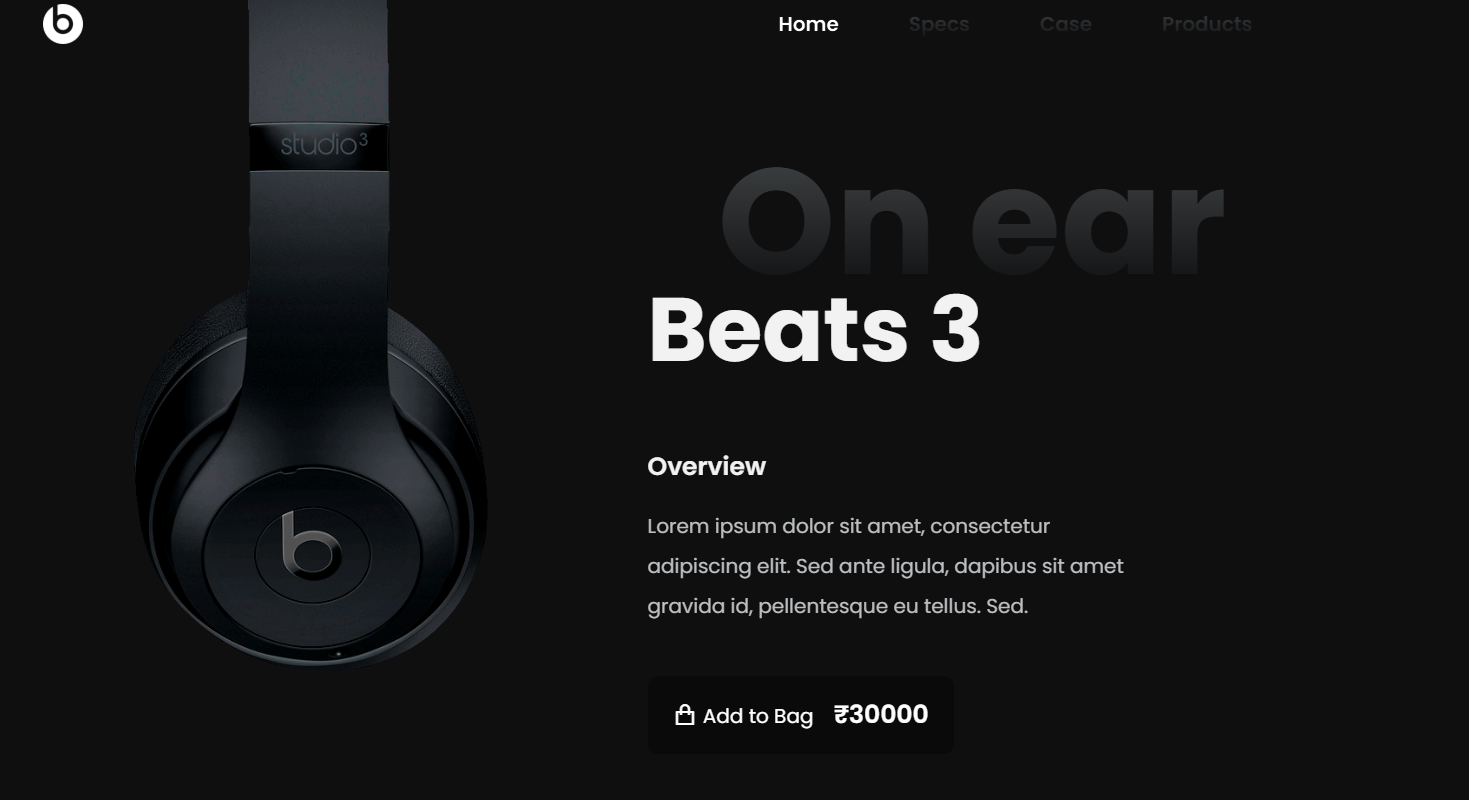 Home Specs Case Products
studio3
On ear
Beats 3
Overview
Lorem ipsum dolor sit amet, consectetur
adipiscing elit. Sed ante ligula, dapibus sit amet
gravida id, pellentesque eu tellus. Sed.
Add to Bag ₹30000